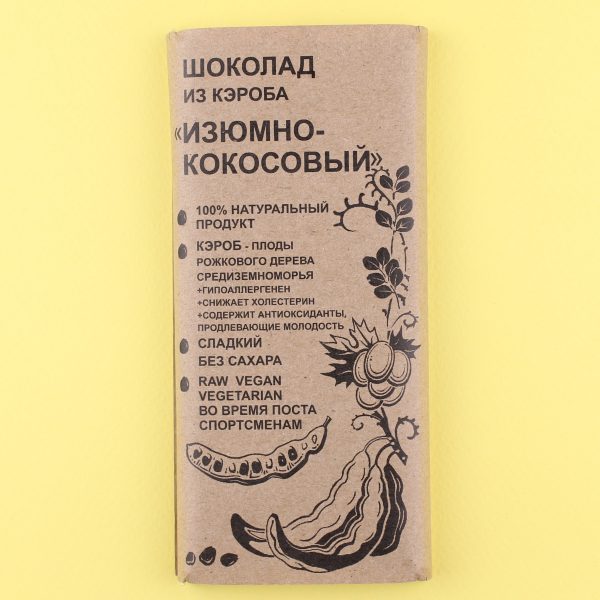 ШОКОЛАД
ИЗ КЭРОБА
«ИЗЮМНО-
КОКОСОВЫЙ»
100% НАТУРАЛЬНЫЙ
ПРОДУКТ
КЭРОБ - ПЛОДЫ
РОЖКОВОГО ДЕРЕВА
СРЕДИЗЕМНОМОРЬЯ
+ГИПОАЛЛЕРГЕНЕН
+СНИЖАЕТ ХОЛЕСТЕРИН
+СОДЕРЖИТ АНТИОКСИДАНТЫ,
ПРОДЛЕВАЮЩИЕ МОЛОДОСТЬ
СЛАДКИЙ
БЕЗ САХАРА
RAW VEGAN
VEGETARIAN
ВО ВРЕМЯ ПОСТА
СПОРТСМЕНАМ